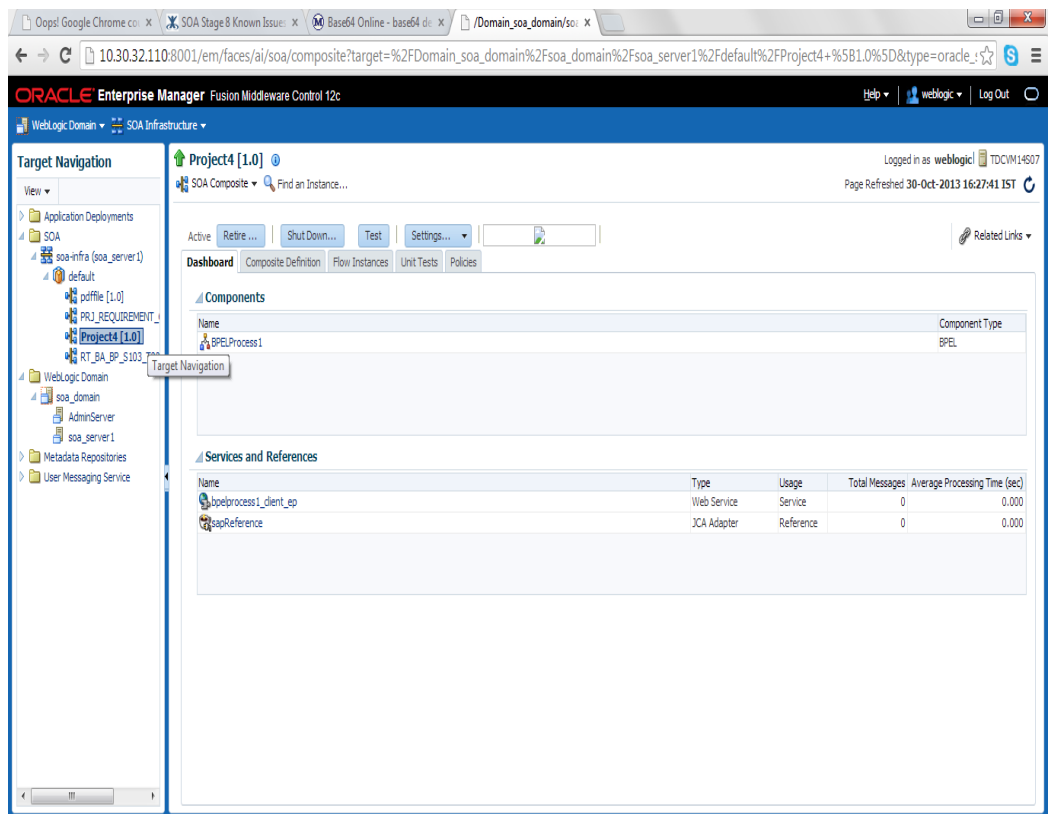 Oops! Google Chrome co x SOA Stage 8 Known Issue: x Base64 Online - base64 de x /Domain_soa_domain/soa x
10.30.32.110:8001/em/faces/ai/soa/composite?target=%2FDomain_soa_domain%2Fsoa_domain%2Fsoa_server1%2Fdefault%2FProject4+%5B1.0%5D&type=oracle_s
ORACLE Enterprise Manager Fusion Middleware Control 12c Help weblogic Log Out
WebLogic Domain SOA Infrastructure
Target Navigation
View
Application Deployments
SOA
soa-infra (soa_server1)
default
pdffile [1.0]
PRJ_REQUIREMENT_
Project4 [1.0]
RT_BA_BP_S103_
Target Navigation
WebLogic Domain
soa_domain
AdminServer
soa_server1
Metadata Repositories
User Messaging Service
Project4 [1.0]
Logged in as weblogic TDCVM14S07
SOA Composite Find an Instance...
Page Refreshed 30-Oct-2013 16:27:41 IST
Active Retire ... Shut Down... Test Settings... Related Links
Dashboard Composite Definition Flow Instances Unit Tests Policies
Components
Name Component Type
BPELProcess1 BPEL
Services and References
Name Type Usage Total Messages Average Processing Time (sec)
bpelprocess1_client_ep Web Service Service 0 0.000
sapReference JCA Adapter Reference 0 0.000